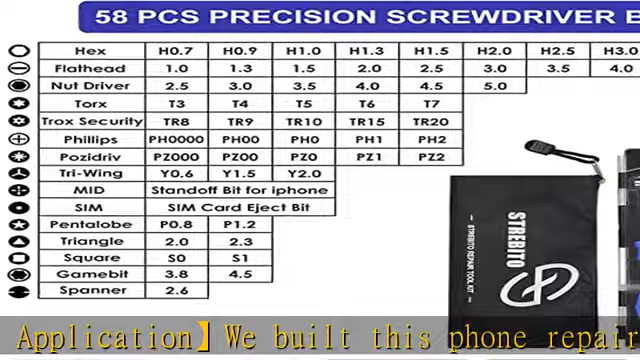 58 PCS PRECISION SCREWDRIVER
Hex H0.7 H0.9 H1.0 H1.3 H1.5 H2.0 H2.5 H3.0
Flathead 1.0 1.3 1.5 2.0 2.5 3.0 3.5 4.0
Nut Driver 2.5 3.0 3.5 4.0 4.5 5.0
Torx T3 T4 T5 T6 T7
Trox Security TR8 TR9 TR10 TR15 TR20
Phillips PH0000 PH00 PH0 PH1 PH2
Pozidriv PZ000 PZ00 PZ0 PZ1 PZ2
Tri-Wing Y0.6 Y1.5 Y2.0
MID Standoff Bit for iphone
SIM SIM Card Eject Bit
Pentalobe P0.8 P1.2
Triangle 2.0 2.3
Square S0 S1
Gamebit 3.8 4.5
Spanner 2.6
STREBITO
STREBITO REPAIR TOOL KIT
Application】We built this phone repair